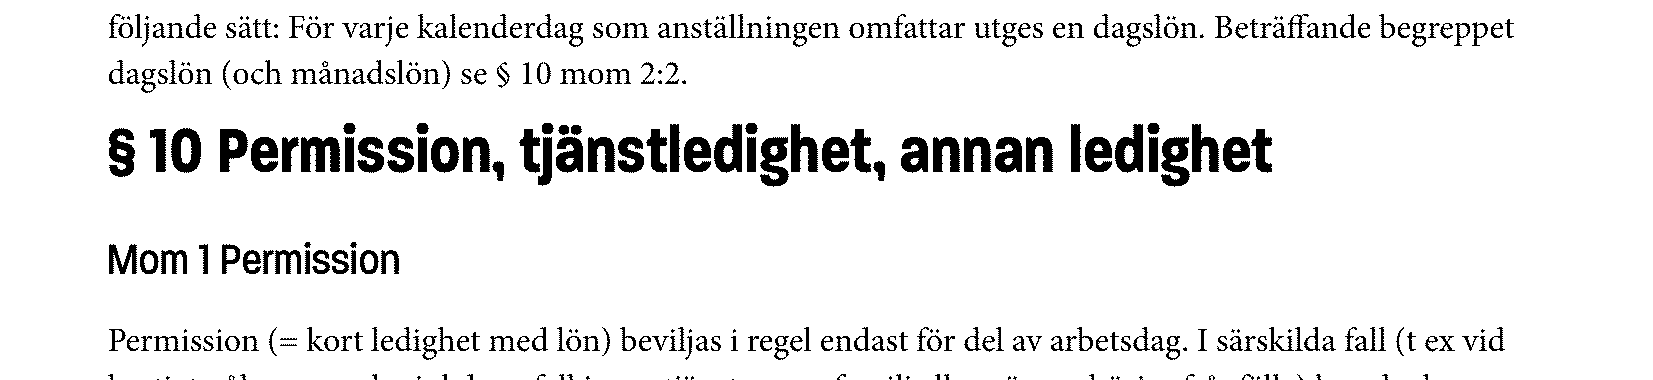 följande sätt: För varje kalenderdag som anställningen omfattar utges en dagslön. Beträffande begreppet
dagslön (och månadslön) se § 10 mom 2:2.
§ 10 Permission, tjänstledighet, annan ledighet
Mom 1 Permission
Permission (= kort ledighet med lön) beviljas i regel endast för del av arbetsdag. I särskilda fall (t ex vid